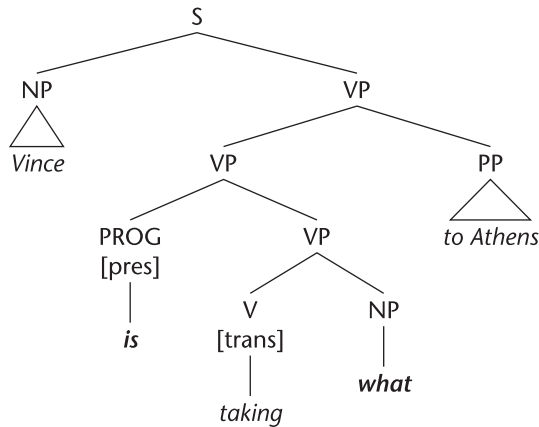 S
NP VP
Vince
VP PP
PROG VP to Athens
[pres]
V NP
is [trans]
what
taking